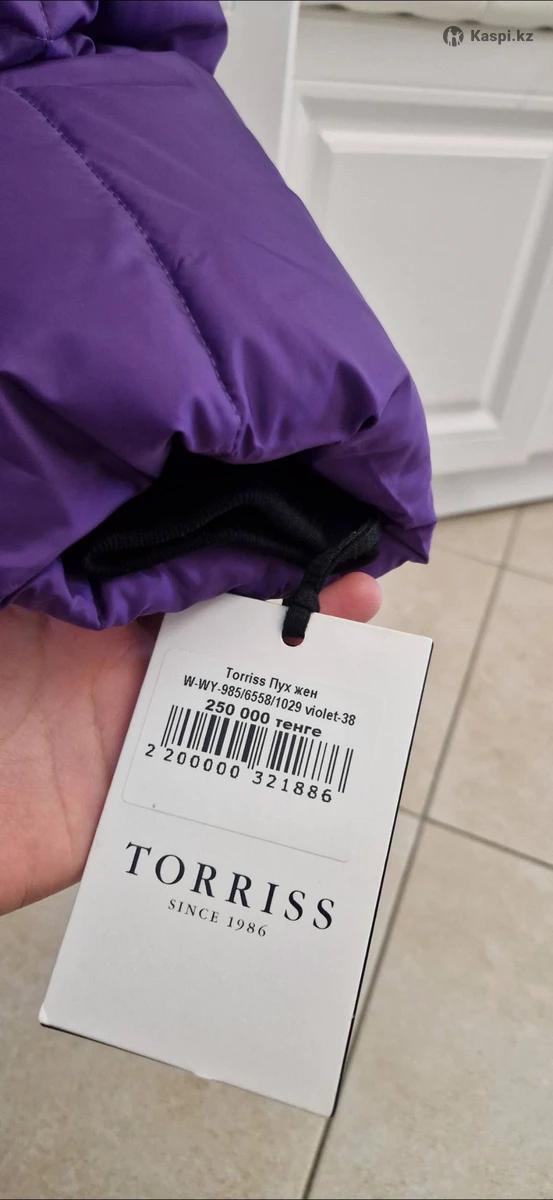 Kaspi.kz
Torriss Пух жен
W-WY-985/6558/1029 violet-38
250 000 тенге
2 200000 321886
TORRISS
SINCE 1986